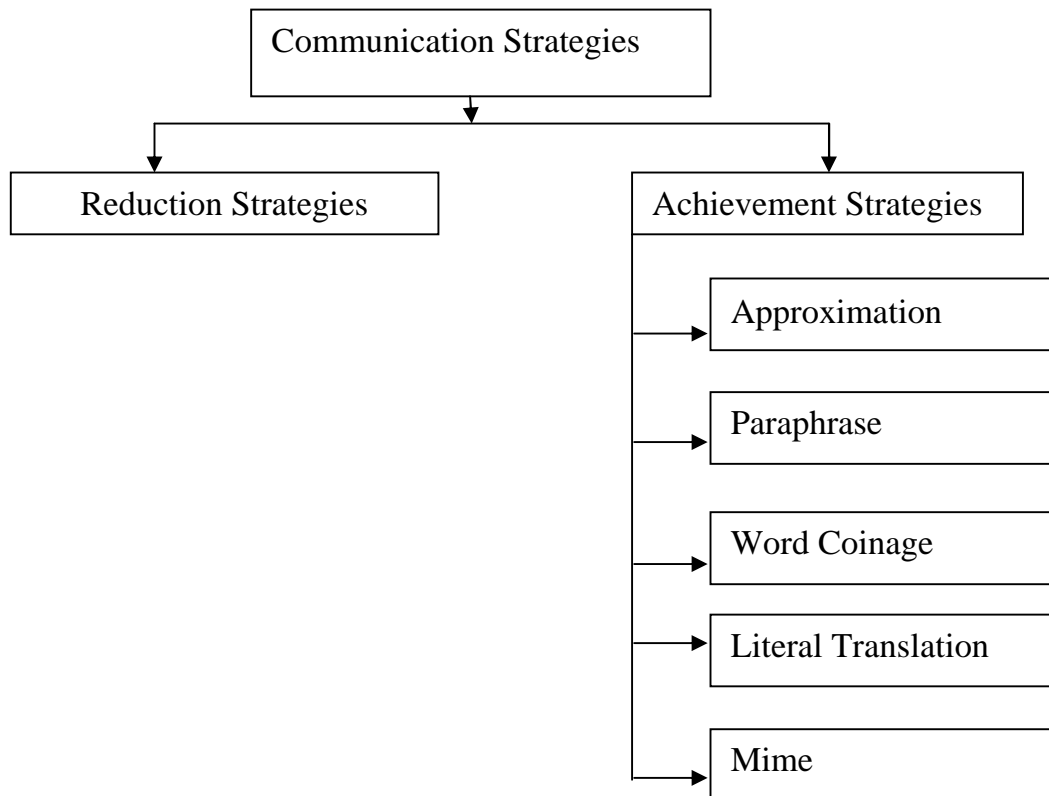 Communication Strategies
Reduction Strategies
Achievement Strategies
Approximation
Paraphrase
Word Coinage
Literal Translation
Mime